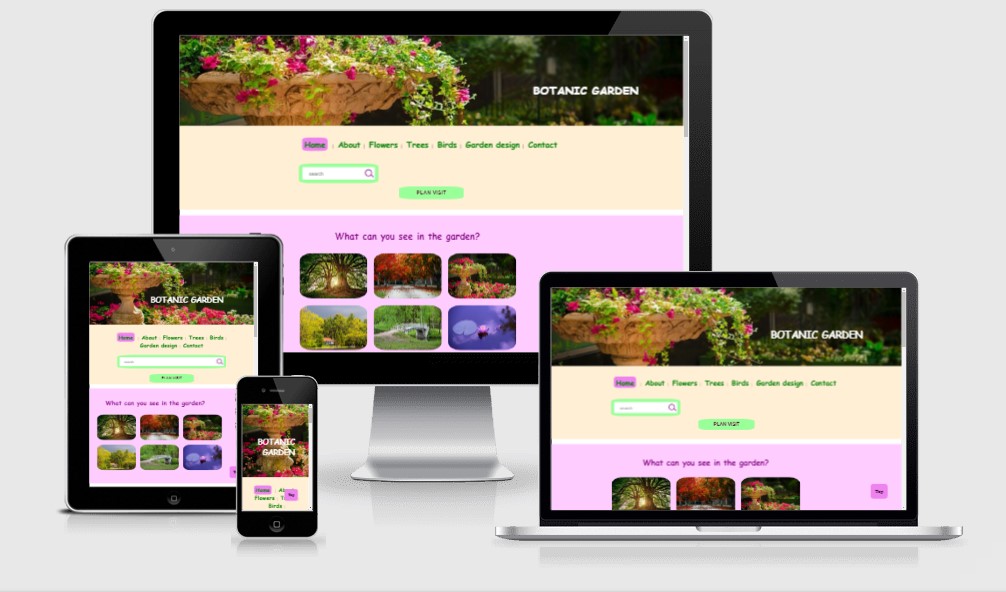 BOTANIC GARDEN
Home | About | Flowers | Trees | Birds | Garden design | Contact
search
PLAN VISIT
What can you see in the garden?
BOTANIC GARDEN
Home | About | Flowers | Trees | Birds |
Garden design | Contact
search
PLAN VISIT
What can you see in the garden?
BOTANIC
GARDEN
Home | Ab
Flowers | T
Birds
Top
BOTANIC GARDEN
Home | About | Flowers | Trees | Birds | Garden design | Contact
search
PLAN VISIT
What can you see in the garden?
Top